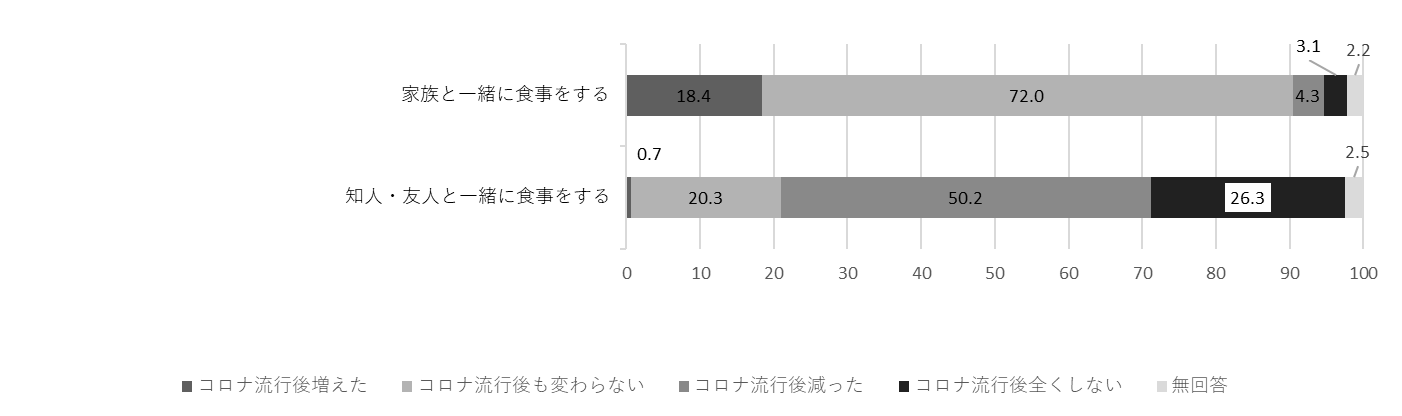 3.1 2.2
家族と一緒に食事をする 18.4 72.0 4.3
0.7 2.5
知人・友人と一緒に食事をする 20.3 50.2 26.3
0 10 20 30 40 50 60 70 80 90 100
コロナ流行後増えた コロナ流行後も変わらない コロナ流行後減った コロナ流行後全くしない 無回答